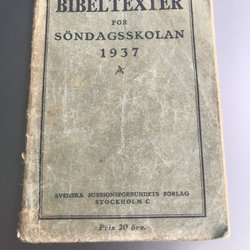 BIBELTEXTER
FÖR
SÖNDAGSSKOLAN
1937
SVENSKA MISSIONSFÖRBUNDETS FÖRLAG
STOCKHOLM C.
Pris 20 öre.